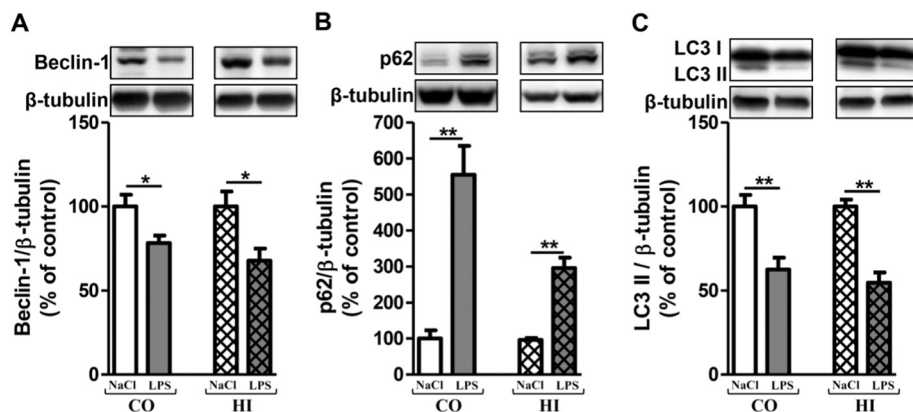 A
Beclin-1
β-tubulin
Beclin-1/β-tubulin
(% of control)
150
100
50
0
*
*
NaCl LPS NaCl LPS
CO HI
B
p62
β-tubulin
p62/β-tubulin
(% of control)
700
600
500
400
300
200
100
0
**
**
NaCl LPS NaCl LPS
CO HI
C
LC3 I
LC3 II
β-tubulin
LC3 II / β-tubulin
(% of control)
150
100
50
0
**
**
NaCl LPS NaCl LPS
CO HI